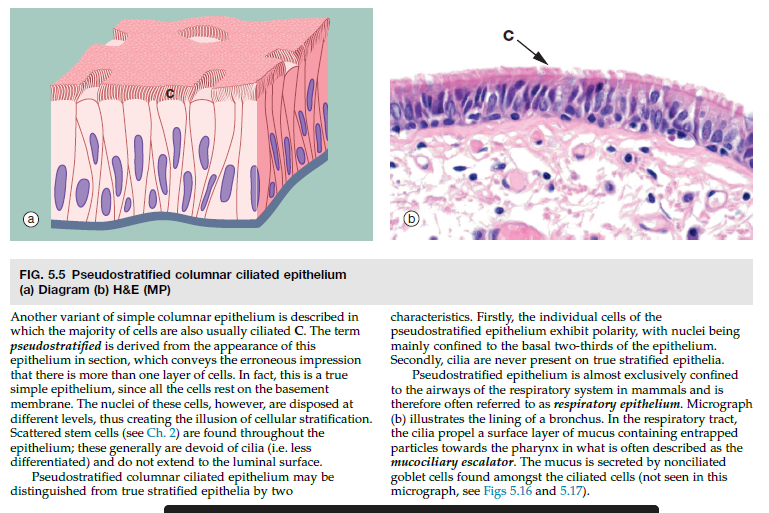 C
C
a
b
FIG. 5.5 Pseudostratified columnar ciliated epithelium
(a) Diagram (b) H&E (MP)
Another variant of simple columnar epithelium is described in
which the majority of cells are also usually ciliated C. The term
pseudostratified is derived from the appearance of this
epithelium in section, which conveys the erroneous impression
that there is more than one layer of cells. In fact, this is a true
simple epithelium, since all the cells rest on the basement
membrane. The nuclei of these cells, however, are disposed at
different levels, thus creating the illusion of cellular stratification.
Scattered stem cells (see Ch. 2) are found throughout the
epithelium; these generally are devoid of cilia (i.e. less
differentiated) and do not extend to the luminal surface.
Pseudostratified columnar ciliated epithelium may be
distinguished from true stratified epithelia by two
characteristics. Firstly, the individual cells of the
pseudostratified epithelium exhibit polarity, with nuclei being
mainly confined to the basal two-thirds of the epithelium.
Secondly, cilia are never present on true stratified epithelia.
Pseudostratified epithelium is almost exclusively confined
to the airways of the respiratory system in mammals and is
therefore often referred to as respiratory epithelium. Micrograph
(b) illustrates the lining of a bronchus. In the respiratory tract,
the cilia propel a surface layer of mucus containing entrapped
particles towards the pharynx in what is often described as the
mucociliary escalator. The mucus is secreted by nonciliated
goblet cells found amongst the ciliated cells (not seen in this
micrograph, see Figs 5.16 and 5.17).